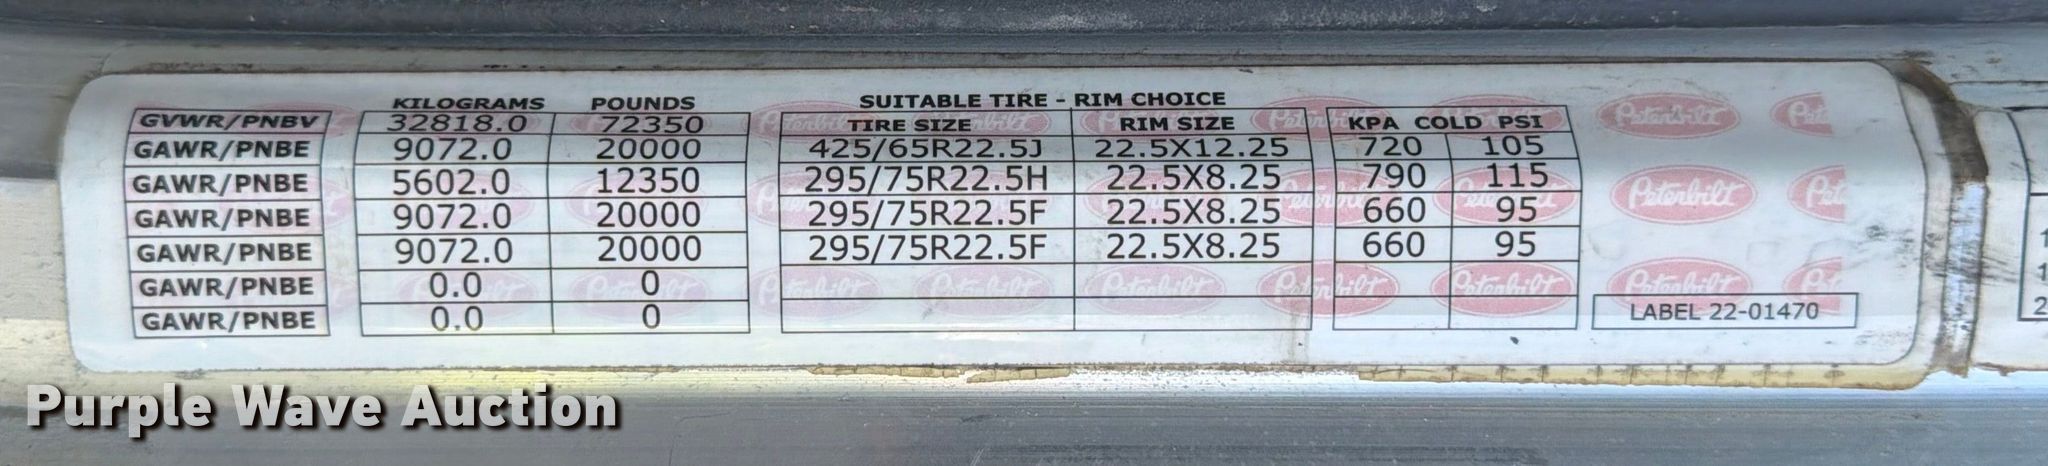 KILOGRAMS POUNDS SUITABLE TIRE - RIM CHOICE
GVWR/PNBV 32818.0 72350 TIRE SIZE RIM SIZE KPA COLD PSI
GAWR/PNBE 9072.0 20000 425/65R22.5J 22.5X12.25 720 105
GAWR/PNBE 5602.0 12350 295/75R22.5H 22.5X8.25 790 115
GAWR/PNBE 9072.0 20000 295/75R22.5F 22.5X8.25 660 95
GAWR/PNBE 9072.0 20000 295/75R22.5F 22.5X8.25 660 95
GAWR/PNBE 0.0 0
GAWR/PNBE 0.0 0
Peterbilt
Peterbilt
Peterbilt
LABEL 22-01470
Purple Wave Auction